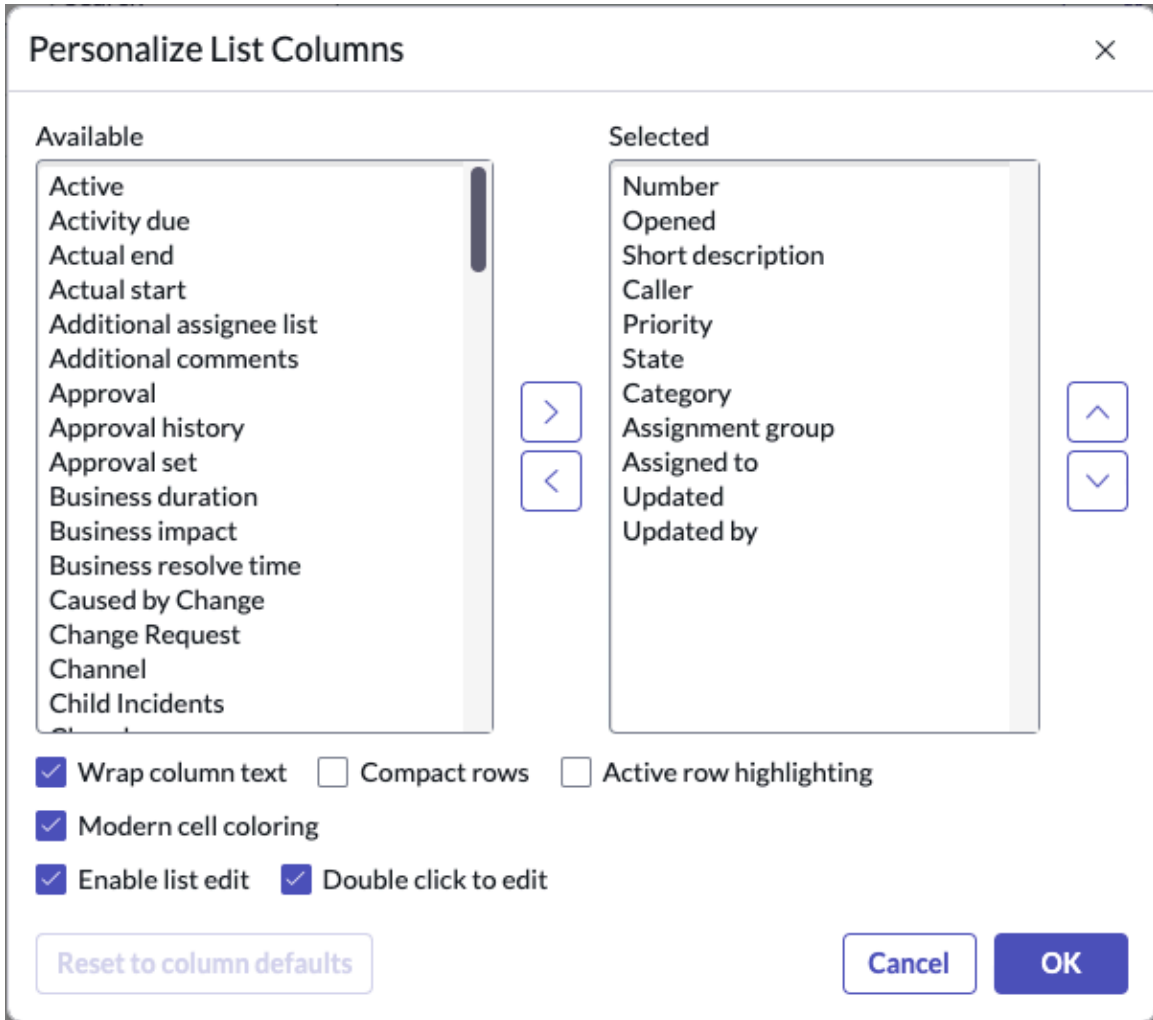 Personalize List Columns
Available
Active
Activity due
Actual end
Actual start
Additional assignee list
Additional comments
Approval
Approval history
Approval set
Business duration
Business impact
Business resolve time
Caused by Change
Change Request
Channel
Child Incidents
Selected
Number
Opened
Short description
Caller
Priority
State
Category
Assignment group
Assigned to
Updated
Updated by
Wrap column text Compact rows Active row highlighting
Modern cell coloring
Enable list edit Double click to edit
Reset to column defaults Cancel OK